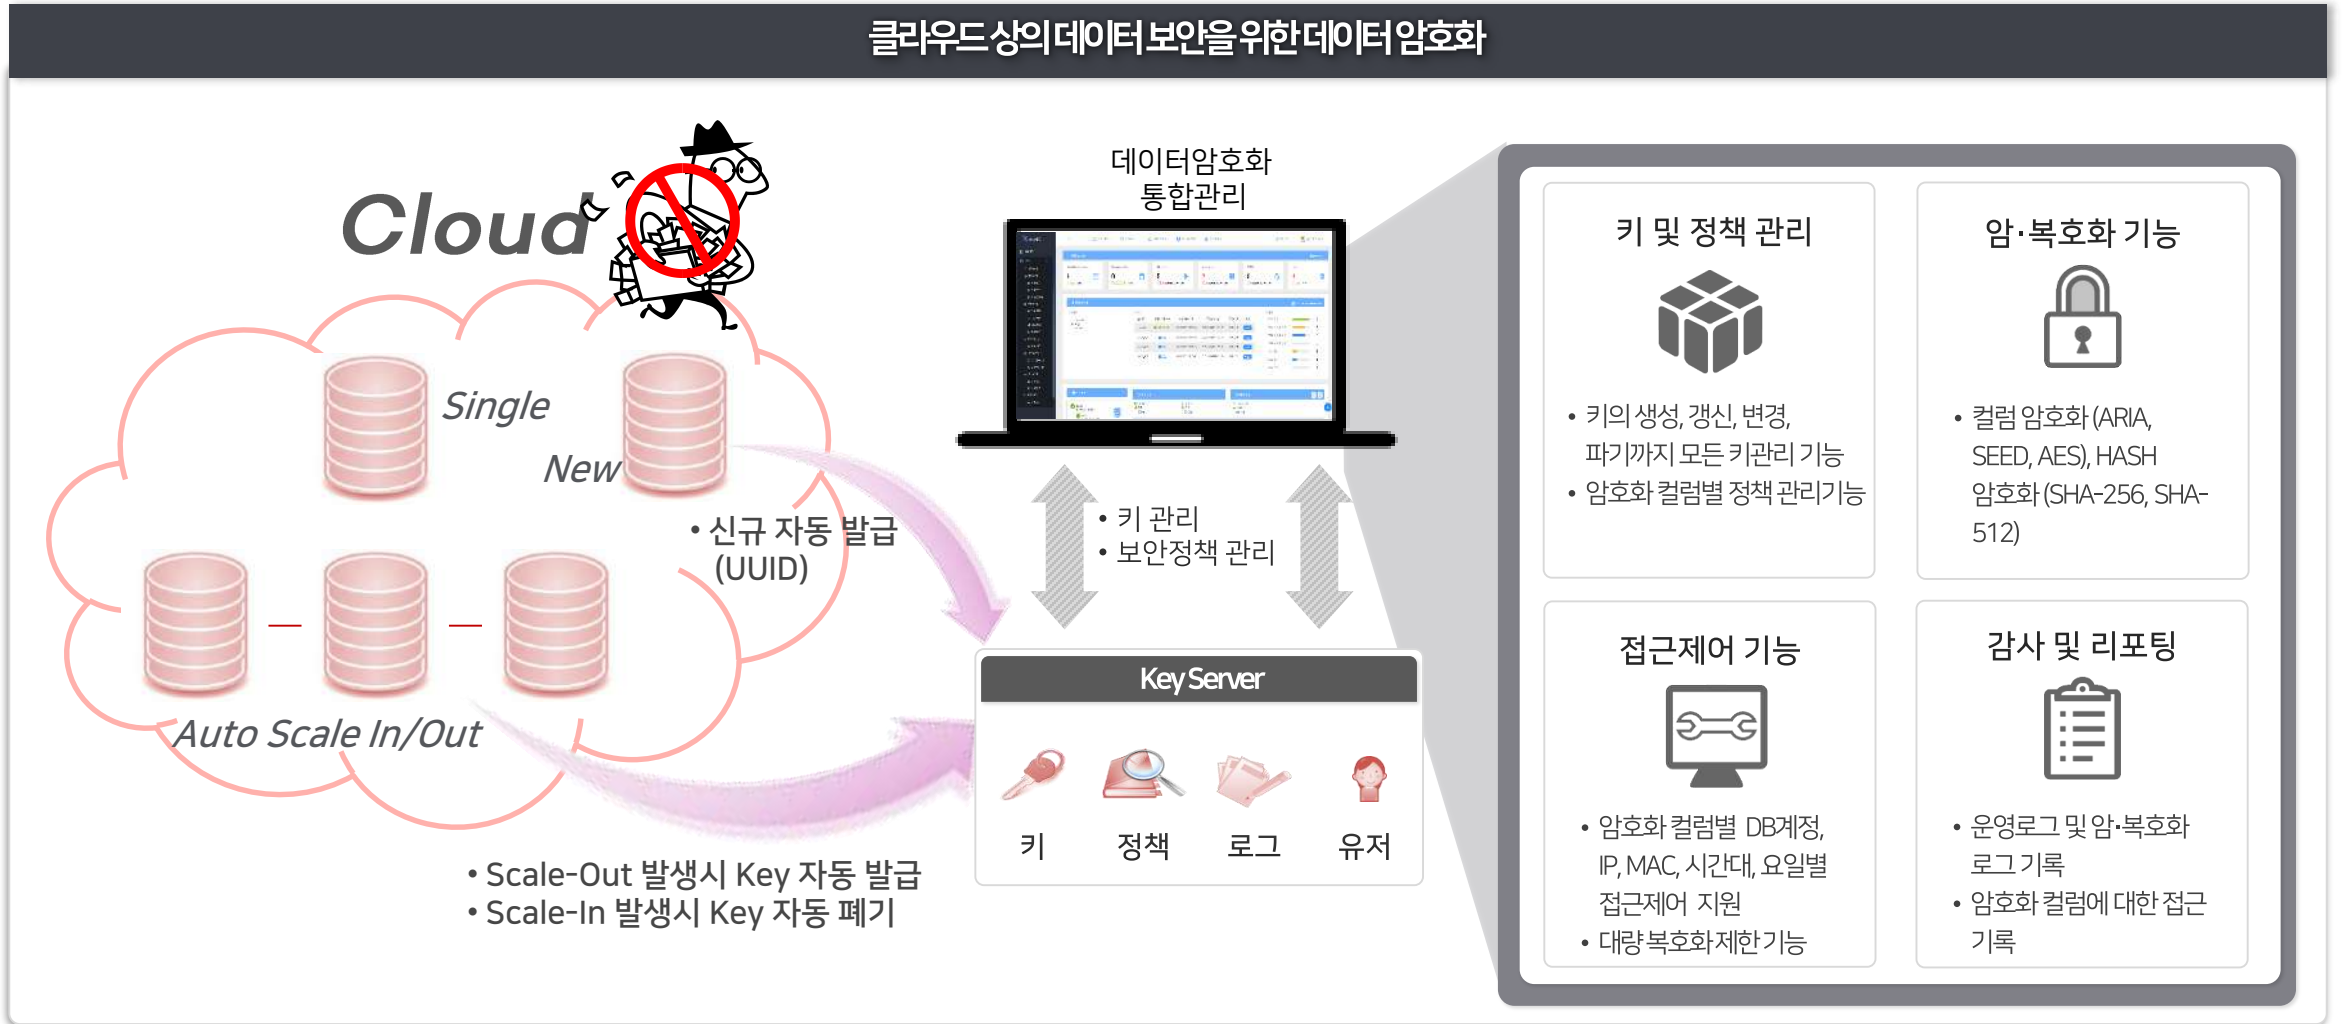 클라우드 상의 데이터 보안을 위한 데이터 암호화
Cloud
Single
New
• 신규 자동 발급
(UUID)
Auto Scale In/Out
• Scale-Out 발생시 Key 자동 발급
• Scale-In 발생시 Key 자동 폐기
데이터암호화
통합관리
• 키 관리
• 보안정책 관리
Key Server
키
정책
로그
유저
키 및 정책 관리
• 키의 생성, 갱신, 변경,
파기까지 모든 키관리 기능
• 암호화 컬럼별 정책 관리기능
암·복호화 기능
• 컬럼 암호화 (ARIA,
SEED, AES), HASH
암호화 (SHA-256, SHA-
512)
접근제어 기능
• 암호화 컬럼별 DB계정,
IP, MAC, 시간대, 요일별
접근제어 지원
• 대량 복호화 제한 기능
감사 및 리포팅
• 운영로그 및 암·복호화
로그 기록
• 암호화 컬럼에 대한 접근
기록